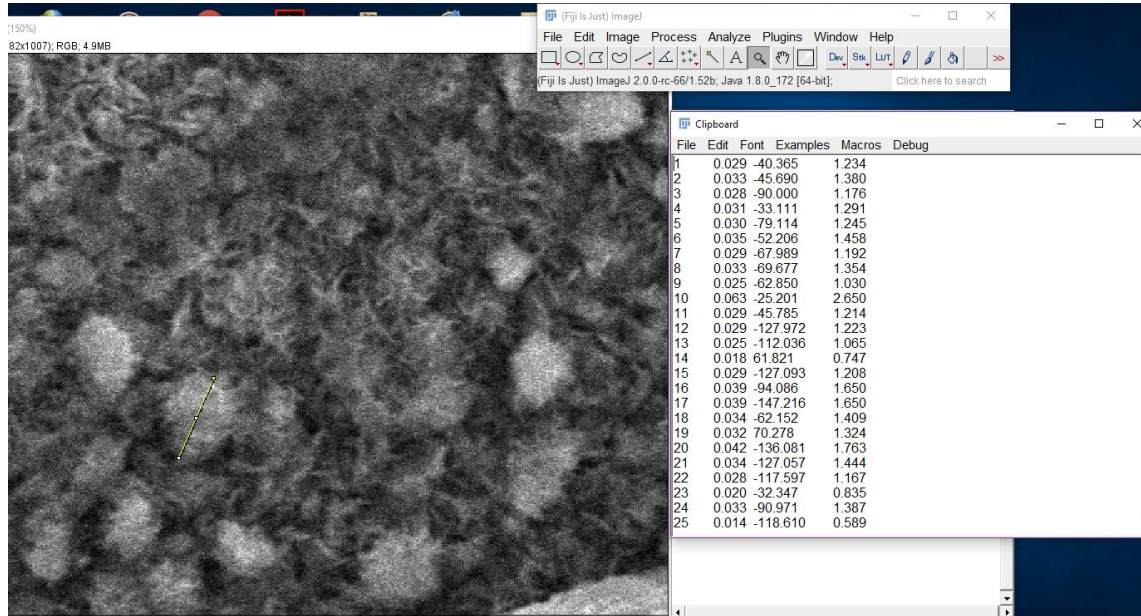 (150%)
82x1007); RGB; 4.9MB
(Fiji Is Just) ImageJ
File Edit Image Process Analyze Plugins Window Help
A Dev Stk LUT >>
(Fiji Is Just) ImageJ 2.0.0-rc-66/1.52b; Java 1.8.0_172 [64-bit]; Click here to search
Clipboard
File Edit Font Examples Macros Debug
1 0.029 -40.365 1.234
2 0.033 -45.690 1.380
3 0.028 -90.000 1.176
4 0.031 -33.111 1.291
5 0.030 -79.114 1.245
6 0.035 -52.206 1.458
7 0.029 -67.989 1.192
8 0.033 -69.677 1.354
9 0.025 -62.850 1.030
10 0.063 -25.201 2.650
11 0.029 -45.785 1.214
12 0.029 -127.972 1.223
13 0.025 -112.036 1.065
14 0.018 61.821 0.747
15 0.029 -127.093 1.208
16 0.039 -94.086 1.650
17 0.039 -147.216 1.650
18 0.034 -62.152 1.409
19 0.032 70.278 1.324
20 0.042 -136.081 1.763
21 0.034 -127.057 1.444
22 0.028 -117.597 1.167
23 0.020 -32.347 0.835
24 0.033 -90.971 1.387
25 0.014 -118.610 0.589